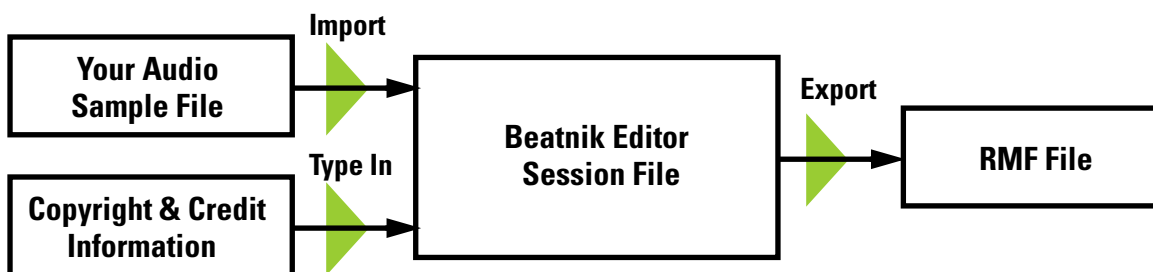 Import
Your Audio
Sample File
Type In
Copyright & Credit
Information
Beatnik Editor
Session File
Export
RMF File